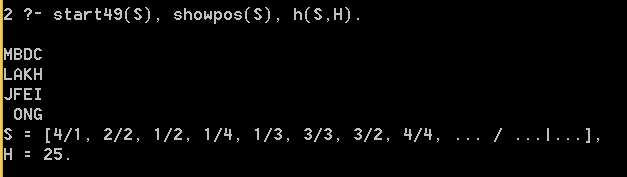 2 ?- start49(S), showpos(S), h(S,H).
MBDC
LAKH
JFEI
 ONG
S = [4/1, 2/2, 1/2, 1/4, 1/3, 3/3, 3/2, 4/4, ... / ...|...],
H = 25.